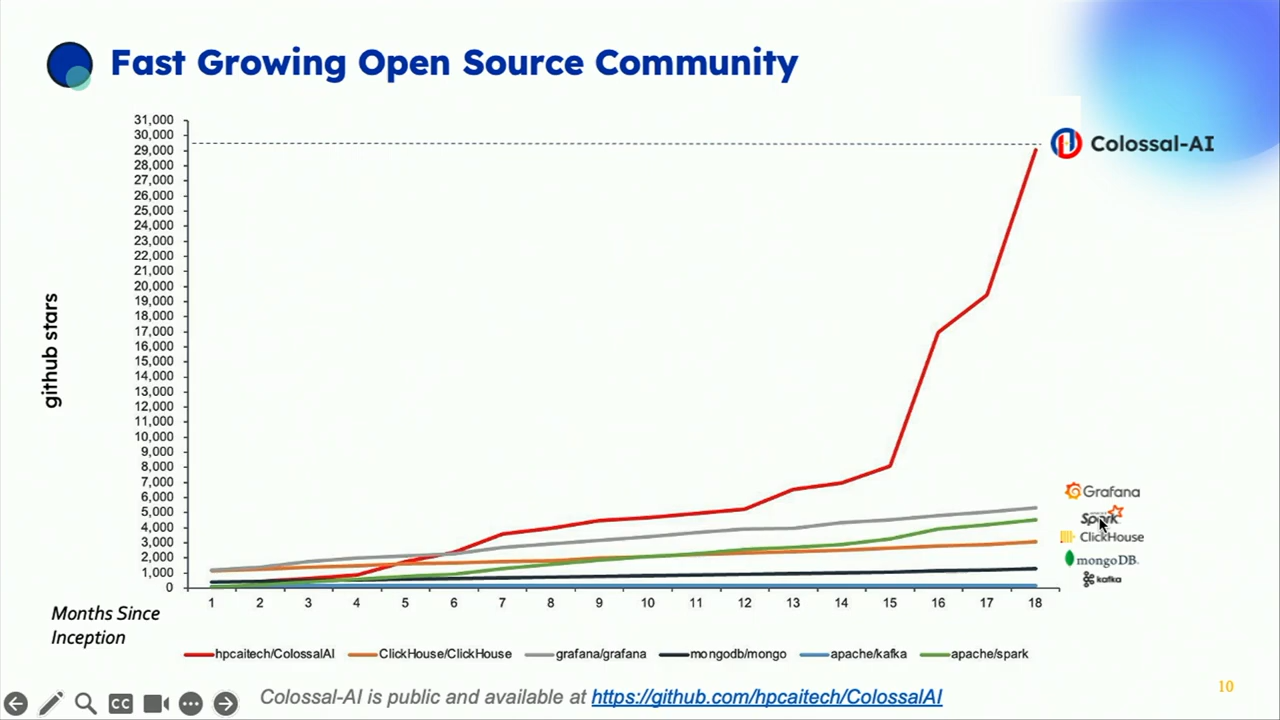 Fast Growing Open Source Community
31,000
30,000
29,000
28,000
27,000
26,000
25,000
24,000
23,000
22,000
21,000
20,000
19,000
18,000
17,000
16,000
15,000
14,000
13,000
12,000
11,000
10,000
9,000
8,000
7,000
6,000
5,000
4,000
3,000
2,000
1,000
0
github stars
Colossal-AI
Grafana
Spark
ClickHouse
mongoDB.
kafka
Months Since
Inception
1 2 3 4 5 6 7 8 9 10 11 12 13 14 15 16 17 18
hpcaitech/ColossalAI ClickHouse/ClickHouse grafana/grafana mongodb/mongo apache/kafka apache/spark
CC
Colossal-AI is public and available at https://github.com/hpcaitech/ColossalAI
10